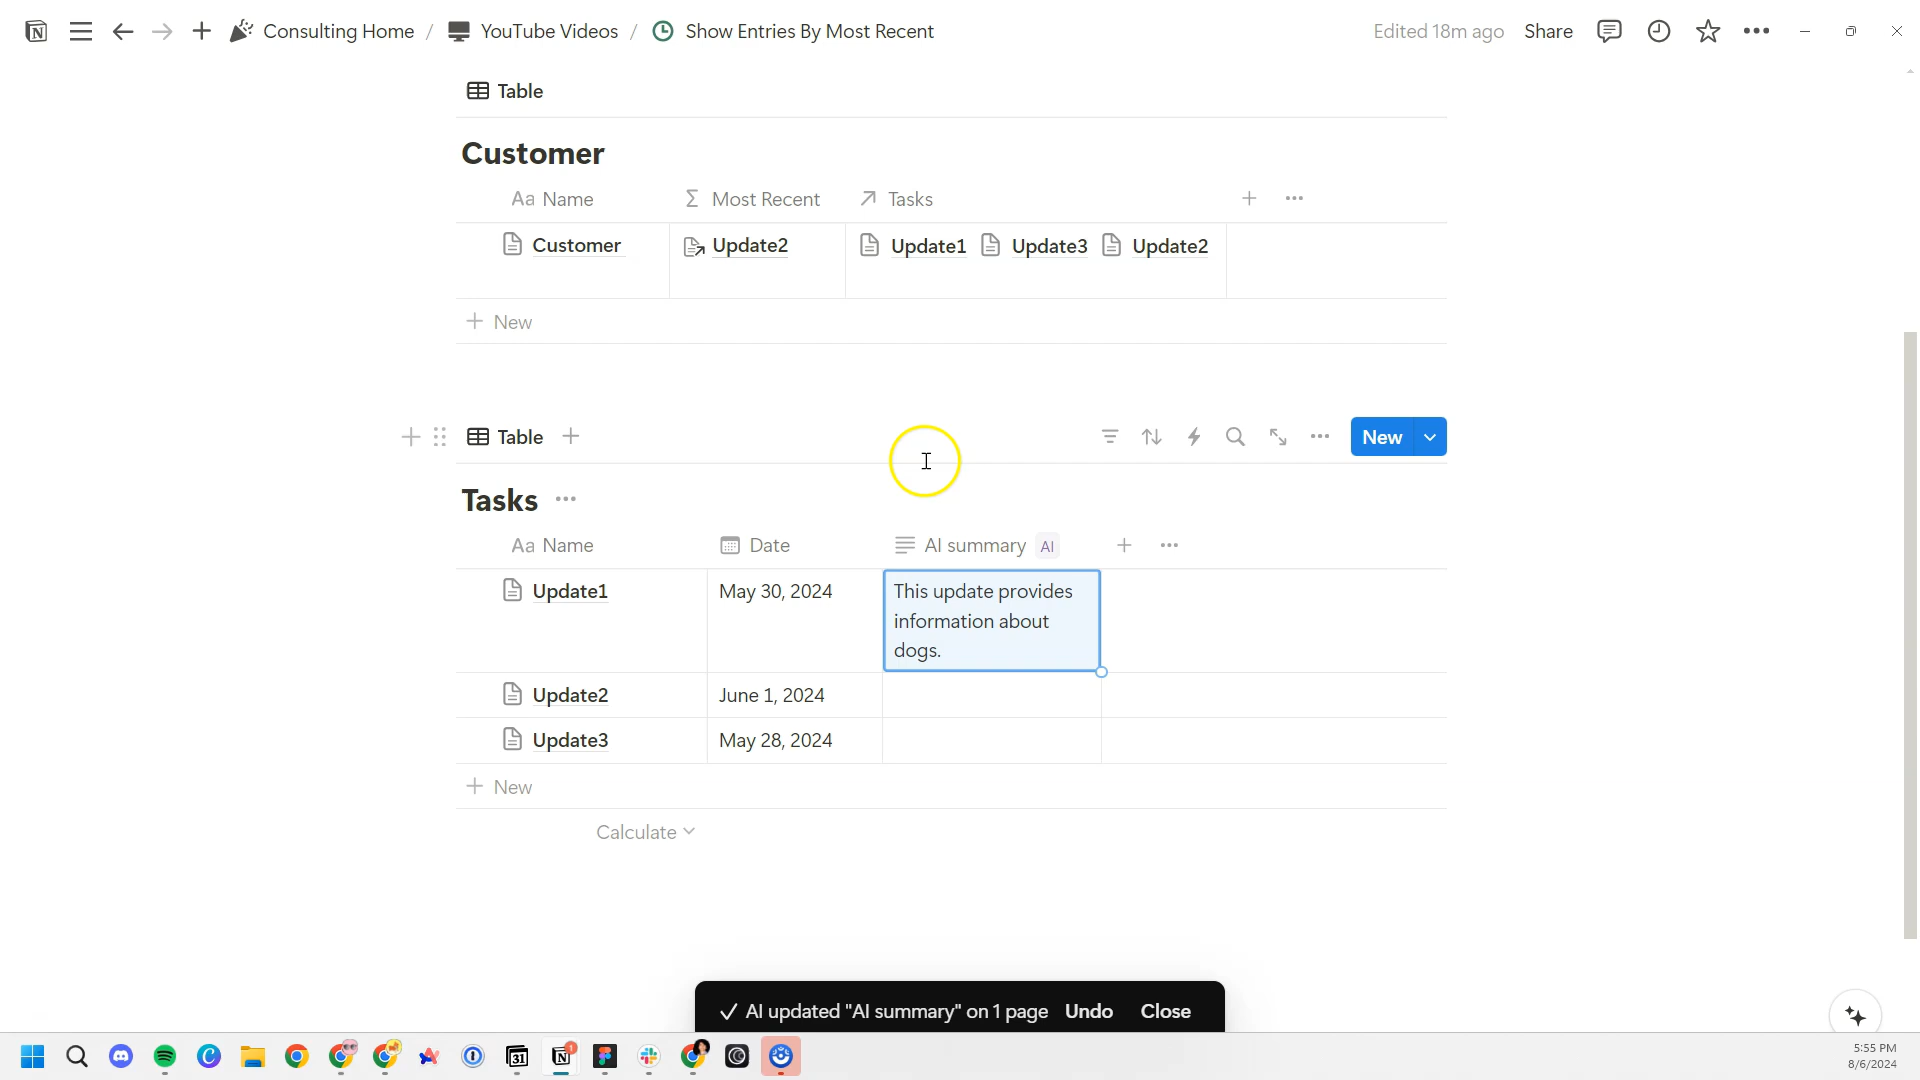 Consulting Home / YouTube Videos / Show Entries By Most Recent
Edited 18m ago Share
Table
Customer
Aa Name Σ Most Recent Tasks
Customer Update2 Update1 Update3 Update2
+ New
Table
New
Tasks
Aa Name Date AI summary AI
Update1 May 30, 2024 This update provides
information about
dogs.
Update2 June 1, 2024
Update3 May 28, 2024
+ New
Calculate
✓ AI updated "AI summary" on 1 page Undo Close
31
1
5:55 PM
8/6/2024